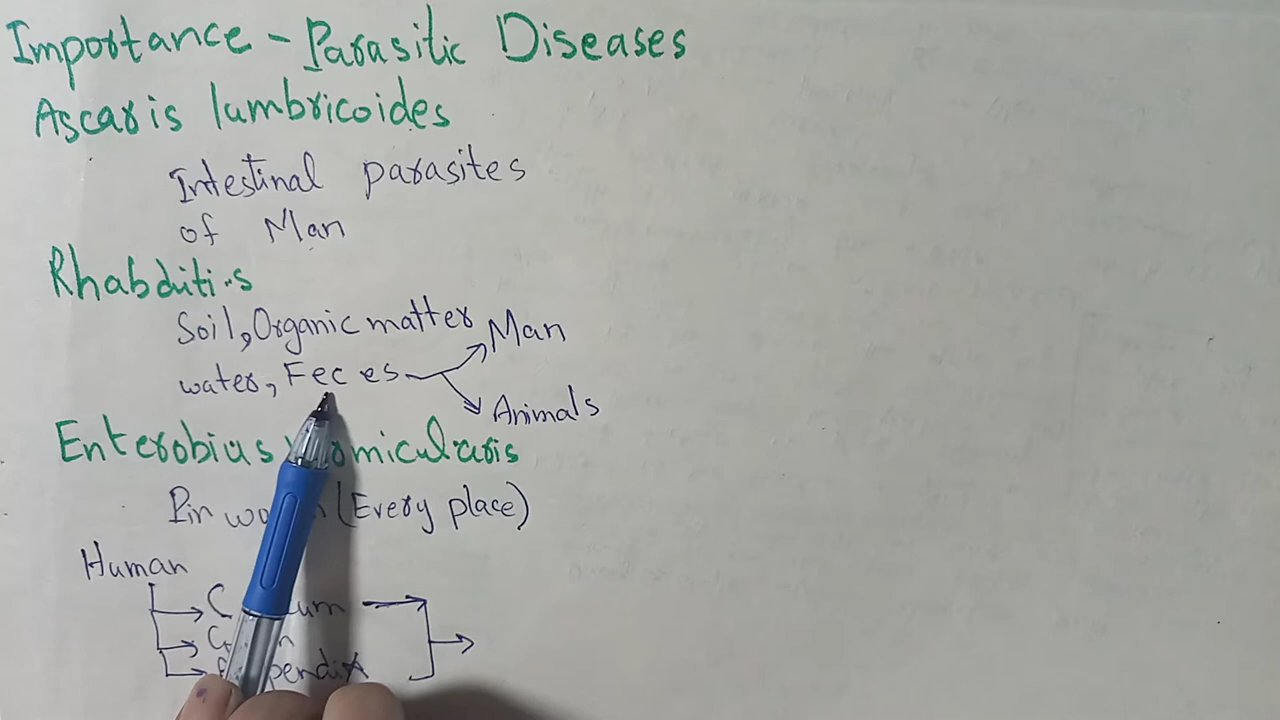 Importance - Parasitic Diseases
Ascaris lumbricoides
Intestinal parasites
of Man
Rhabditis
Soil, Organic matter
water, Feces → Man
→ Animals
Enterobius
Pin (Every place)
Human